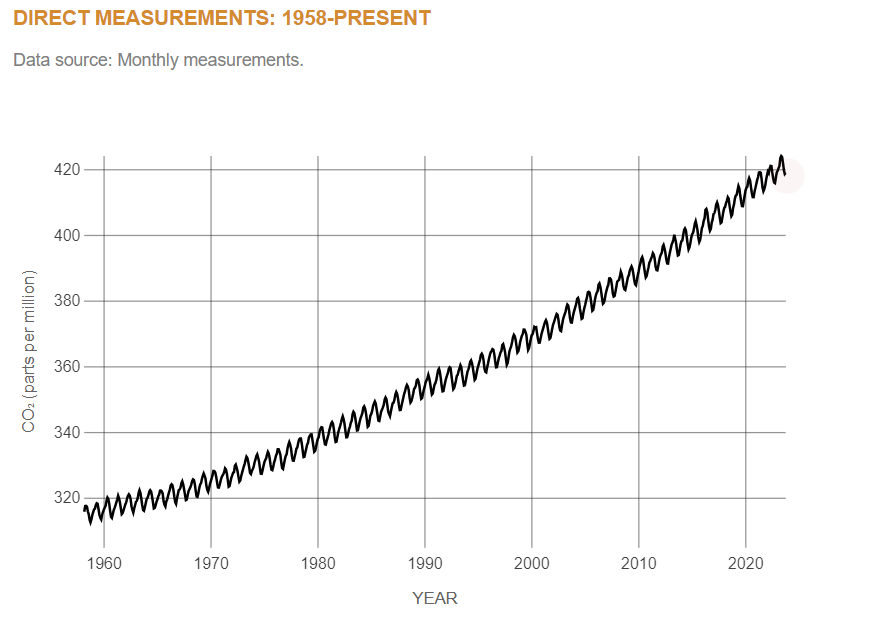 DIRECT MEASUREMENTS: 1958-PRESENT
Data source: Monthly measurements.
420
400
380
360
340
320
CO₂ (parts per million)
1960 1970 1980 1990 2000 2010 2020
YEAR